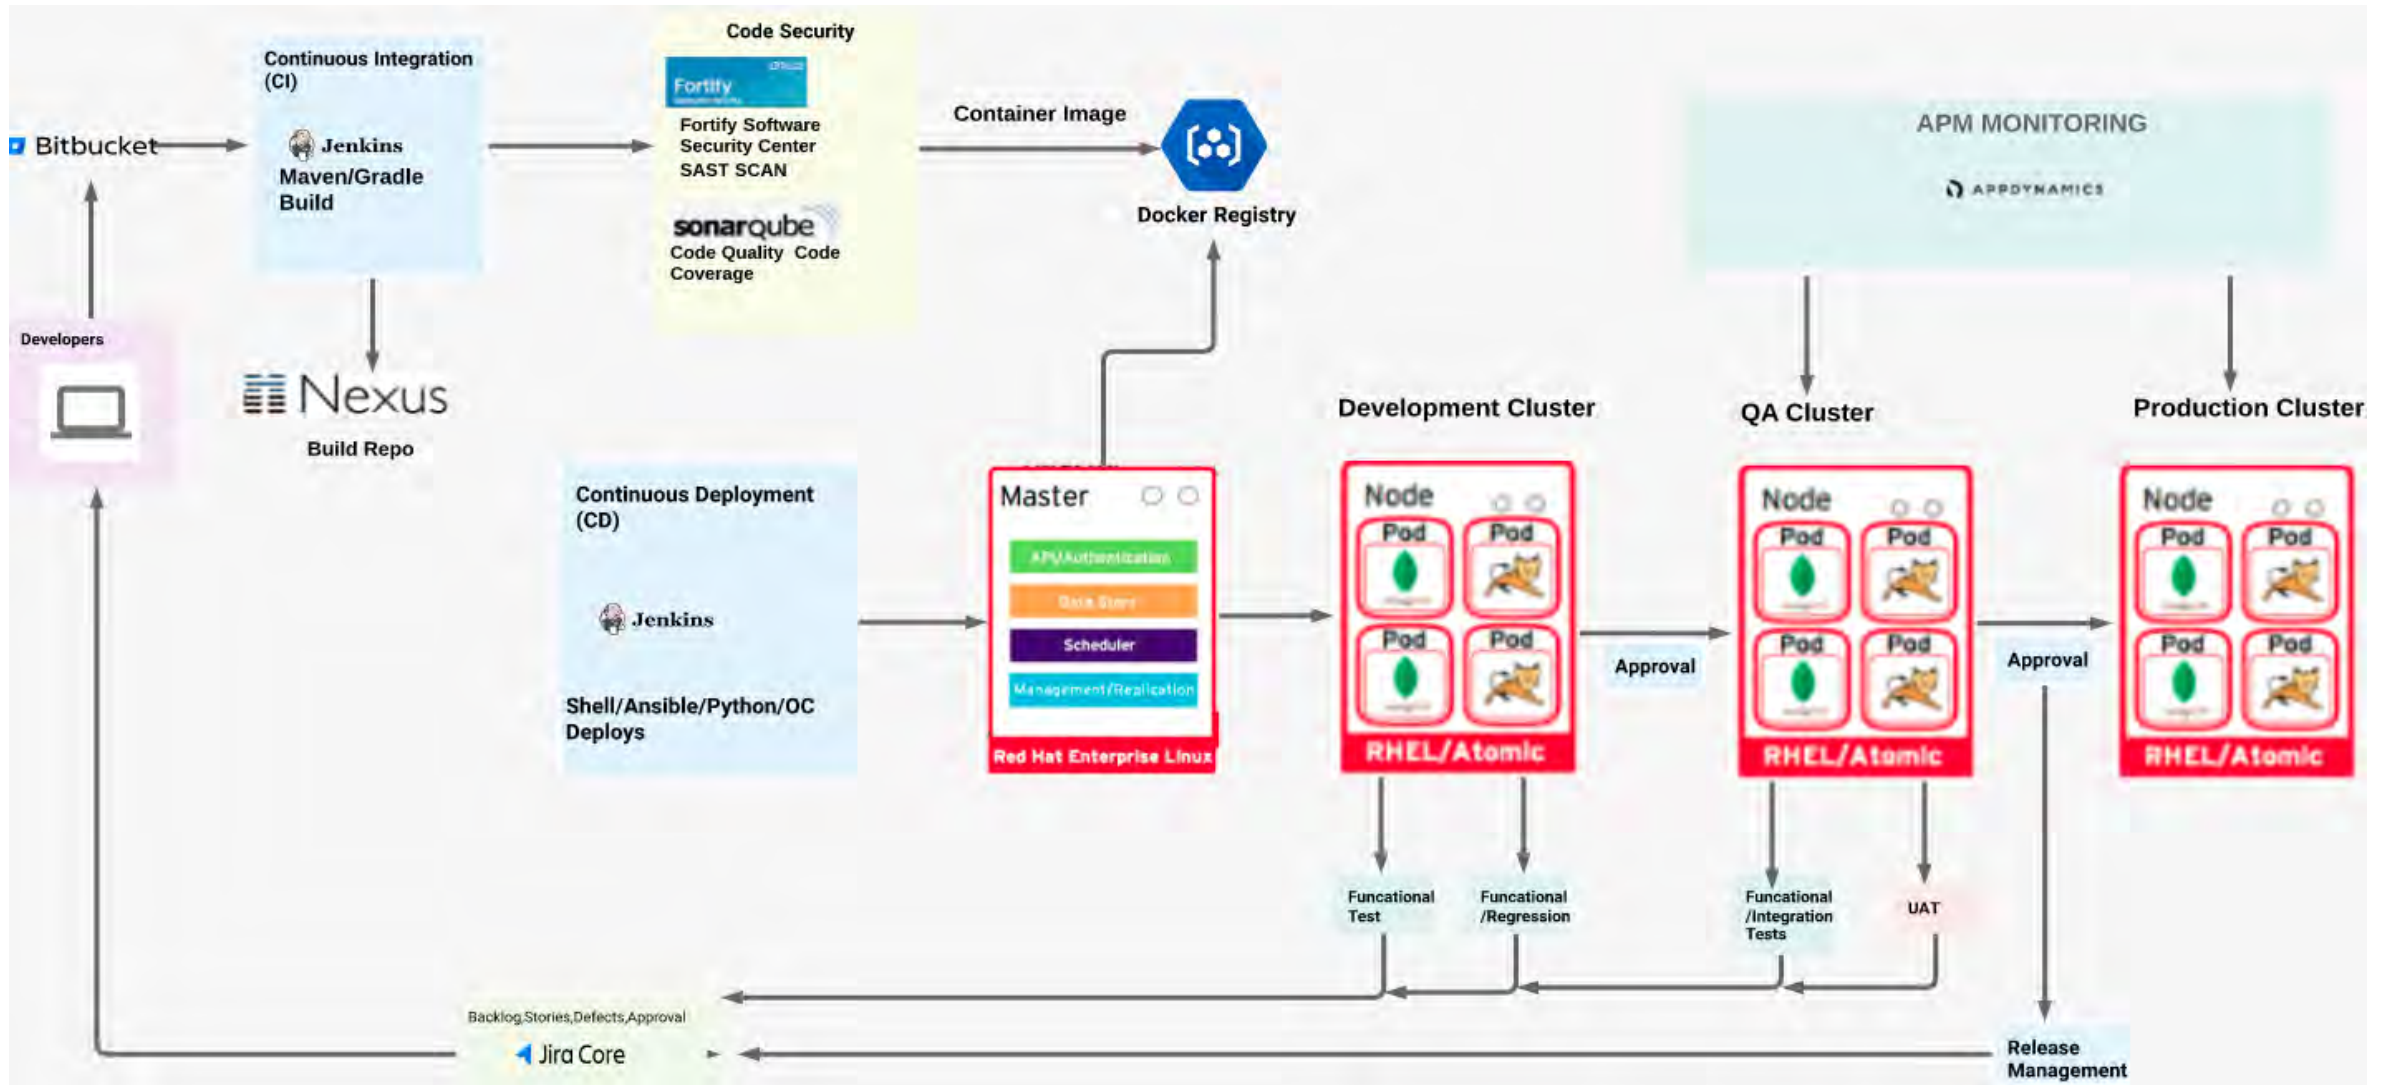 Code Security
Continuous Integration
(CI)
Fortify
Bitbucket
Jenkins
Maven/Gradle
Build
Fortify Software
Security Center
SAST SCAN
sonarqube
Code Quality Code
Coverage
Container Image
Docker Registry
APM MONITORING
APPDYNAMICS
Developers
Nexus
Build Repo
Development Cluster
QA Cluster
Production Cluster
Continuous Deployment
(CD)
Jenkins
Shell/Ansible/Python/OC
Deploys
Master
API/Authentication
Data Store
Scheduler
Management/Replication
Red Hat Enterprise Linux
Node
Pod
Pod
Pod
Pod
RHEL/Atomic
Approval
Node
Pod
Pod
Pod
Pod
RHEL/Atomic
Approval
Node
Pod
Pod
Pod
Pod
RHEL/Atomic
Funcational
Test
Funcational
/Regression
Funcational
/Integration
Tests
UAT
Backlog,Stories,Defects,Approval
Jira Core
Release
Management